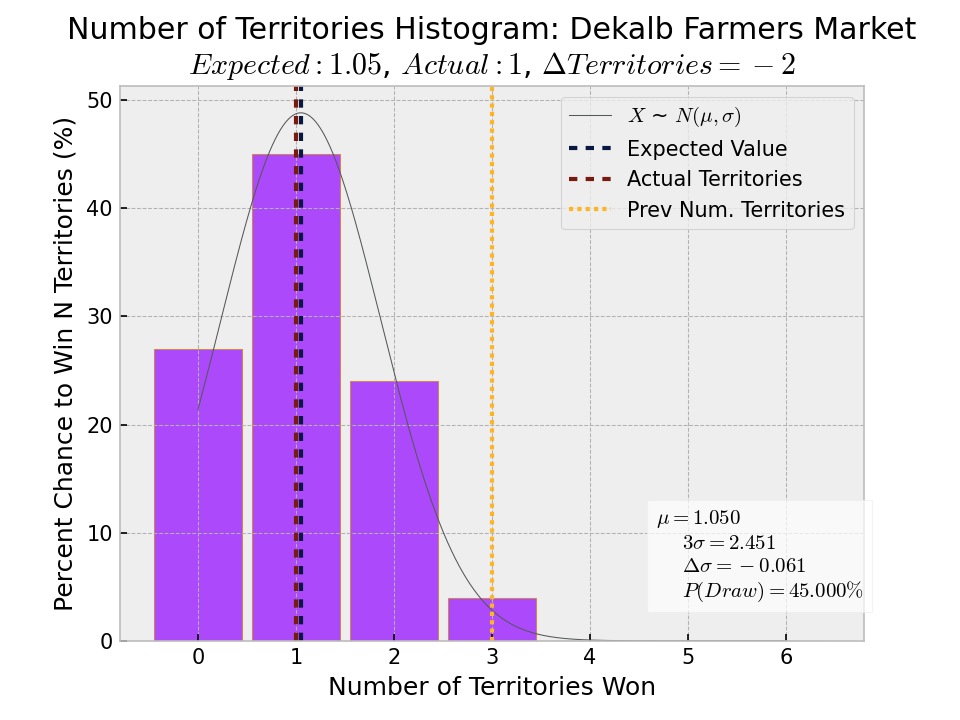 Number of Territories Histogram: Dekalb Farmers Market
Expected : 1.05, Actual : 1, ΔTerritories = −2
Percent Chance to Win N Territories (%)
50
40
30
20
10
0
X ∼ N(μ, σ)
Expected Value
Actual Territories
Prev Num. Territories
μ = 1.050
3σ = 2.451
Δσ = −0.061
P(Draw) = 45.000%
0 1 2 3 4 5 6
Number of Territories Won